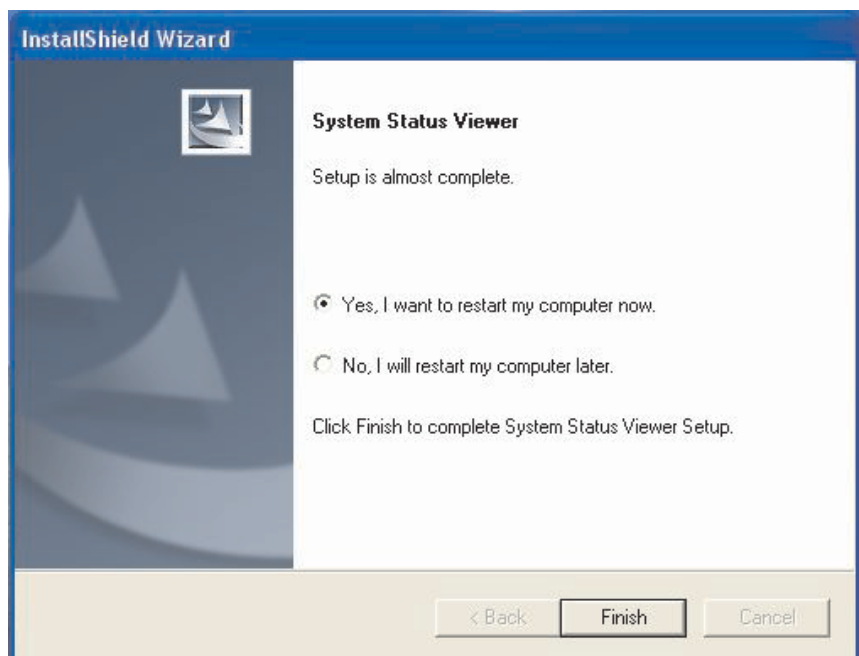 InstallShield Wizard
System Status Viewer
Setup is almost complete.
Yes, I want to restart my computer now.
No, I will restart my computer later.
Click Finish to complete System Status Viewer Setup.
< Back Finish Cancel